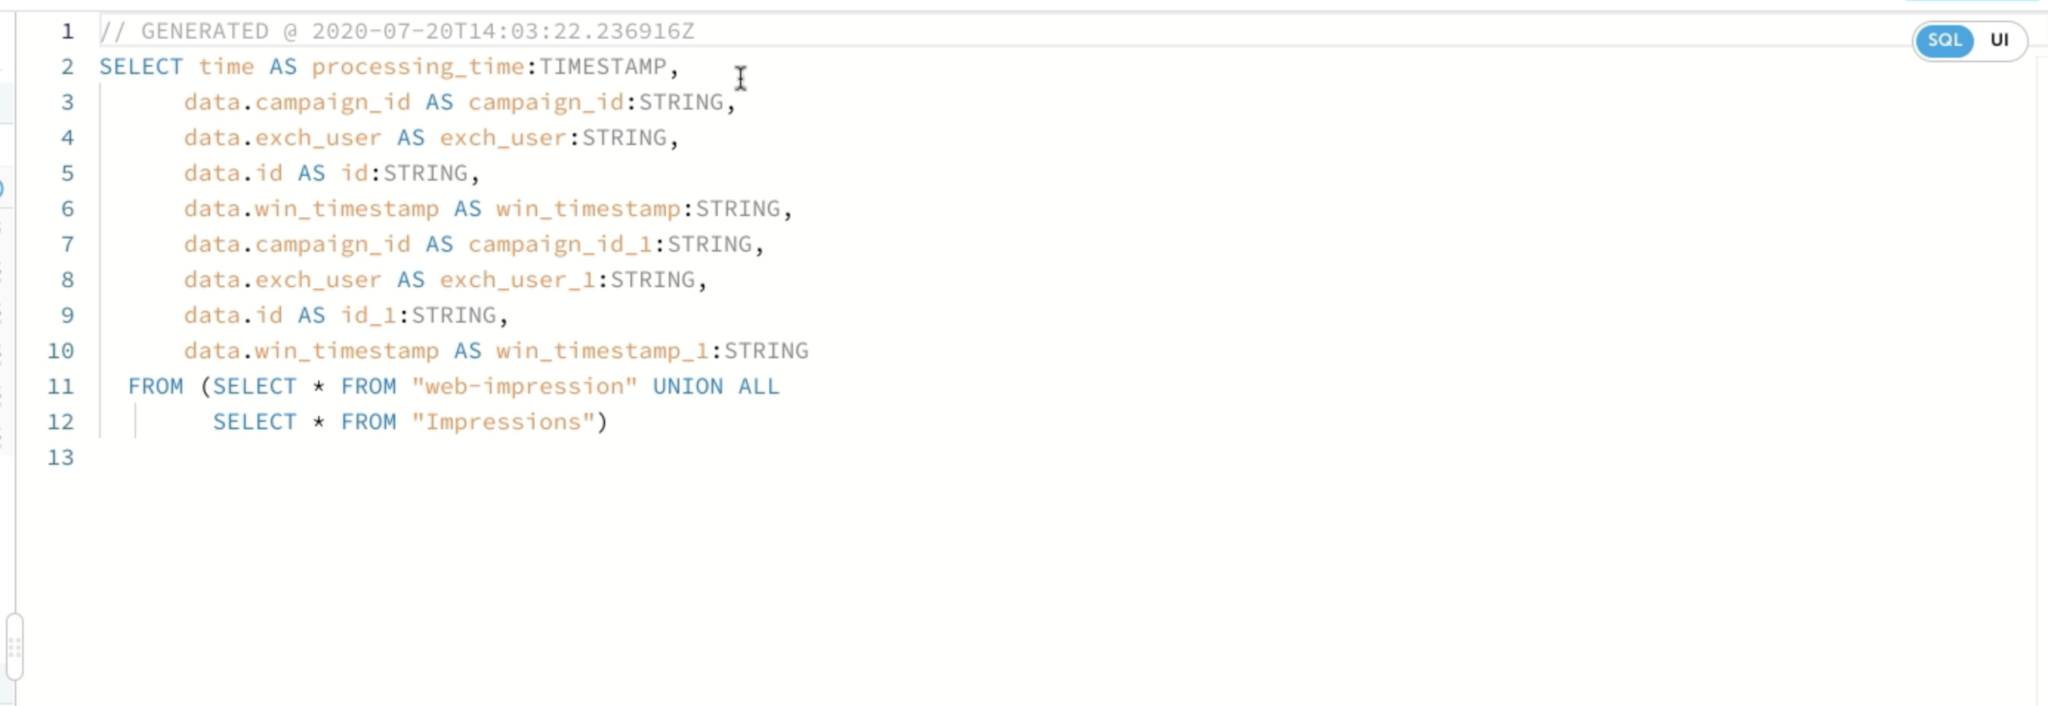 1 // GENERATED @ 2020-07-20T14:03:22.236916Z
SQL UI
2 SELECT time AS processing_time:TIMESTAMP,
3 data.campaign_id AS campaign_id:STRING,
4 data.exch_user AS exch_user:STRING,
5 data.id AS id:STRING,
6 data.win_timestamp AS win_timestamp:STRING,
7 data.campaign_id AS campaign_id_1:STRING,
8 data.exch_user AS exch_user_1:STRING,
9 data.id AS id_1:STRING,
10 data.win_timestamp AS win_timestamp_1:STRING
11 FROM (SELECT * FROM "web-impression" UNION ALL
12 SELECT * FROM "Impressions")
13